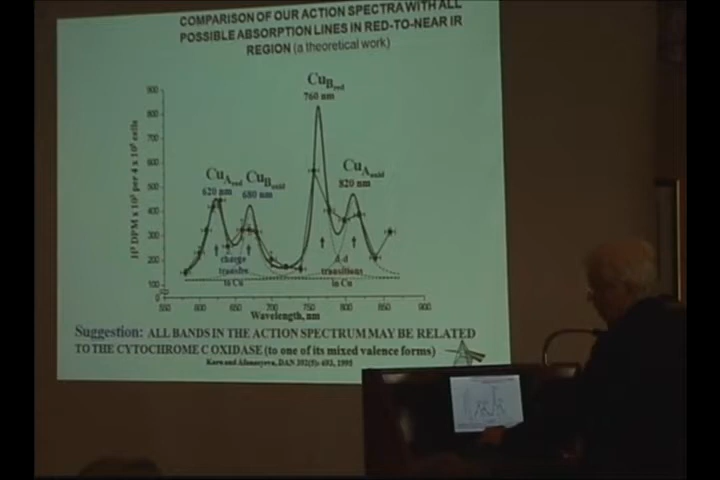 COMPARISON OF OUR ACTION SPECTRA WITH ALL
POSSIBLE ABSORPTION LINES IN RED-TO-NEAR IR
REGION (a theoretical work)
CuBred
760 nm
CuAred
620 nm
CuBoxid
680 nm
CuAoxid
820 nm
900
800
700
600
500
400
300
200
100
0
charge
transfer
to Cu
d-d
transitions
in Cu
550
600
650
700
750
800
850
900
Wavelength, nm
Suggestion: ALL BANDS IN THE ACTION SPECTRUM MAY BE RELATED
TO THE CYTOCHROME C OXIDASE (to one of its mixed valence forms)
1995